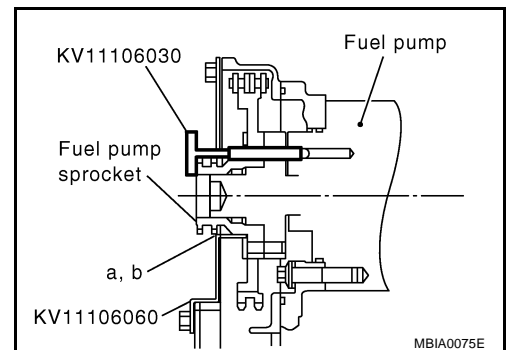 KV11106030
Fuel pump
Fuel pump
sprocket
a, b
KV11106060
MBIA0075E